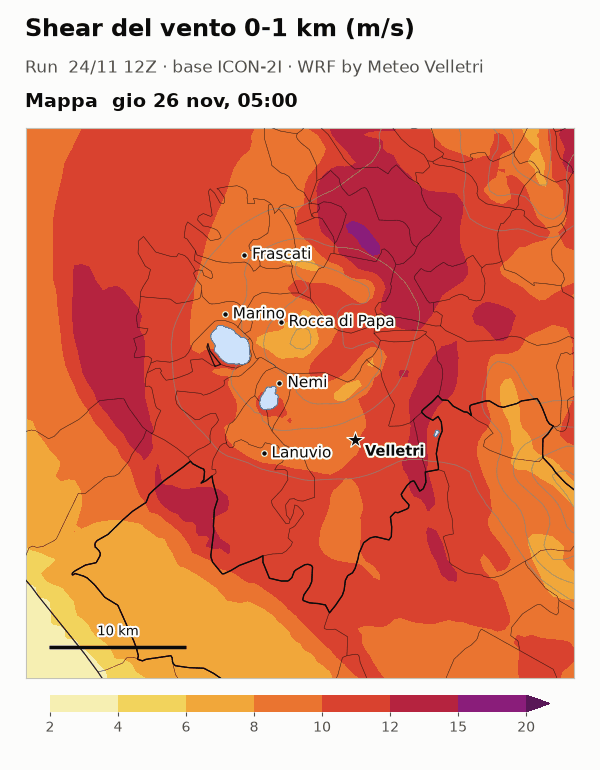 Shear del vento 0-1 km (m/s)
Run  24/11 12Z · base ICON-2I · WRF by Meteo Velletri
Mappa  gio 26 nov, 05:00
Frascati
Marino
Rocca di Papa
Nemi
Lanuvio
Velletri
10 km
2 4 6 8 10 12 15 20